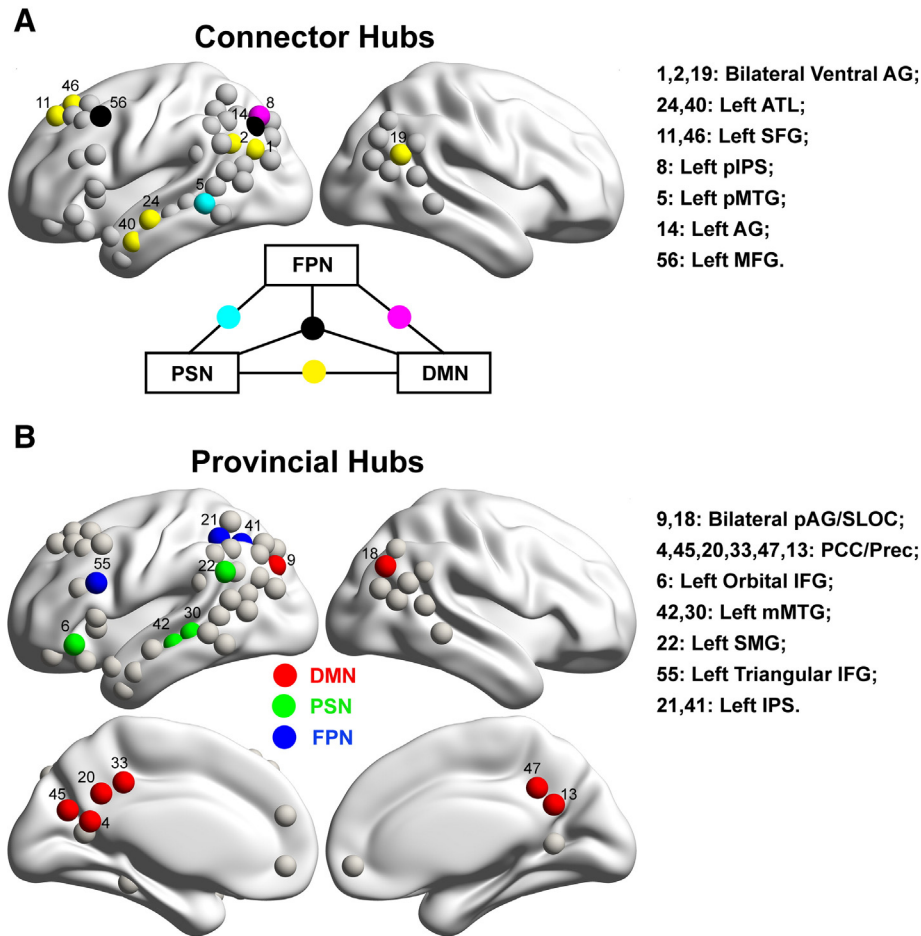 A
Connector Hubs
46
11
56
8
14
2
1
5
24
40
19
1,2,19: Bilateral Ventral AG;
24,40: Left ATL;
11,46: Left SFG;
8: Left pIPS;
5: Left pMTG;
14: Left AG;
56: Left MFG.
FPN
PSN
DMN
B
Provincial Hubs
21
41
9
55
22
6
42
30
18
9,18: Bilateral pAG/SLOC;
4,45,20,33,47,13: PCC/Prec;
6: Left Orbital IFG;
42,30: Left mMTG;
22: Left SMG;
55: Left Triangular IFG;
21,41: Left IPS.
DMN
PSN
FPN
33
20
45
4
47
13